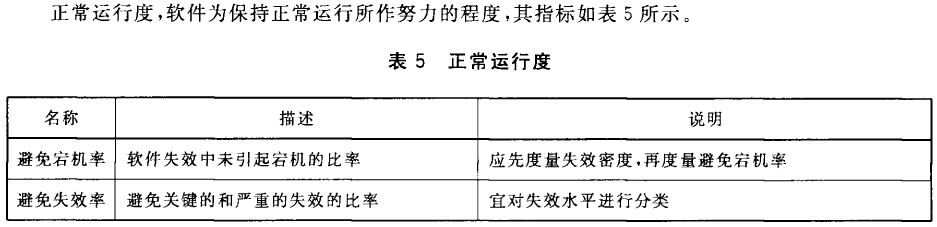 正常运行度,软件为保持正常运行所作努力的程度,其指标如表5所示。
表5 正常运行度
名称 描述 说明
避免宕机率 软件失效中未引起宕机的比率 应先度量失效密度,再度量避免宕机率
避免失效率 避免关键的和严重的失效的比率 宜对失效水平进行分类